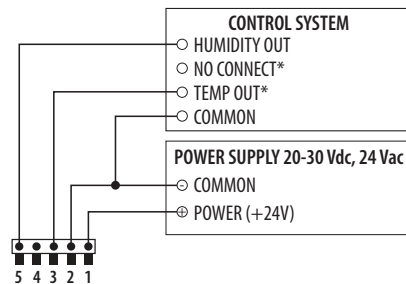 CONTROL SYSTEM
HUMIDITY OUT
NO CONNECT*
TEMP OUT*
COMMON
POWER SUPPLY 20-30 Vdc, 24 Vac
COMMON
POWER (+24V)
5 4 3 2 1